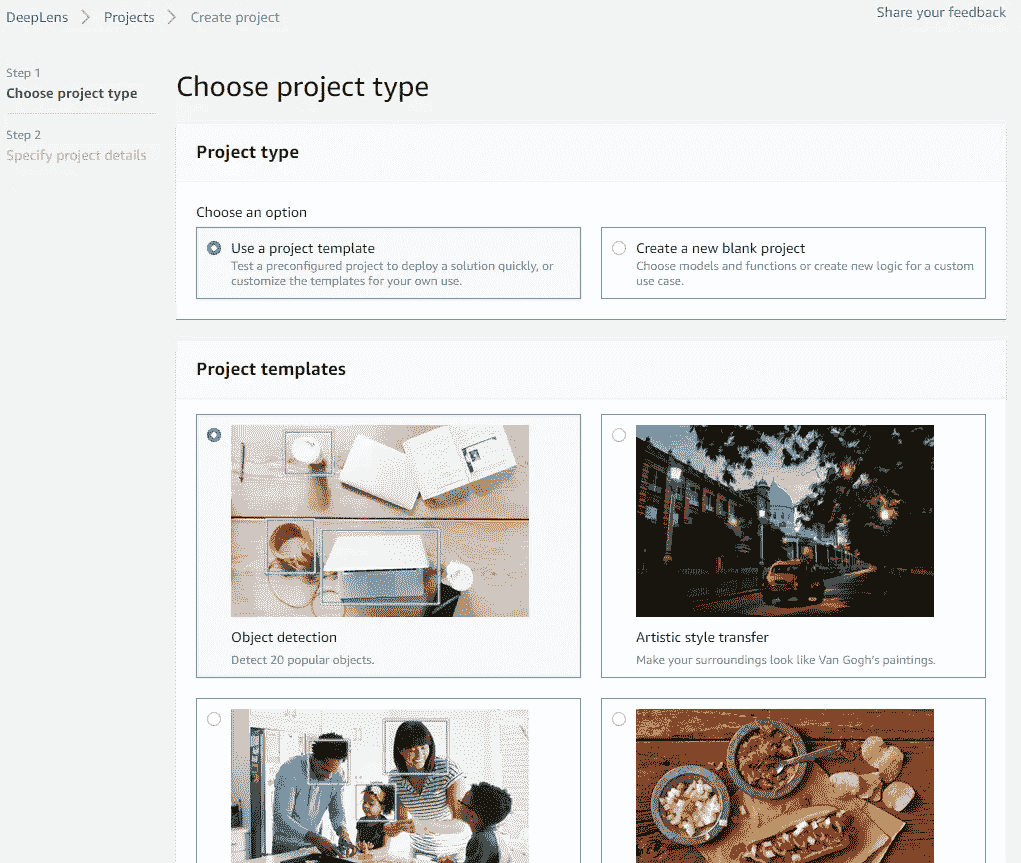 DeepLens > Projects > Create project
Share your feedback
Step 1
Choose project type
Step 2
Specify project details
Choose project type
Project type
Choose an option
Use a project template
Test a preconfigured project to deploy a solution quickly, or
customize the templates for your own use.
Create a new blank project
Choose models and functions or create new logic for a custom
use case.
Project templates
Object detection
Detect 20 popular objects.
Artistic style transfer
Make your surroundings look like Van Gogh's paintings.